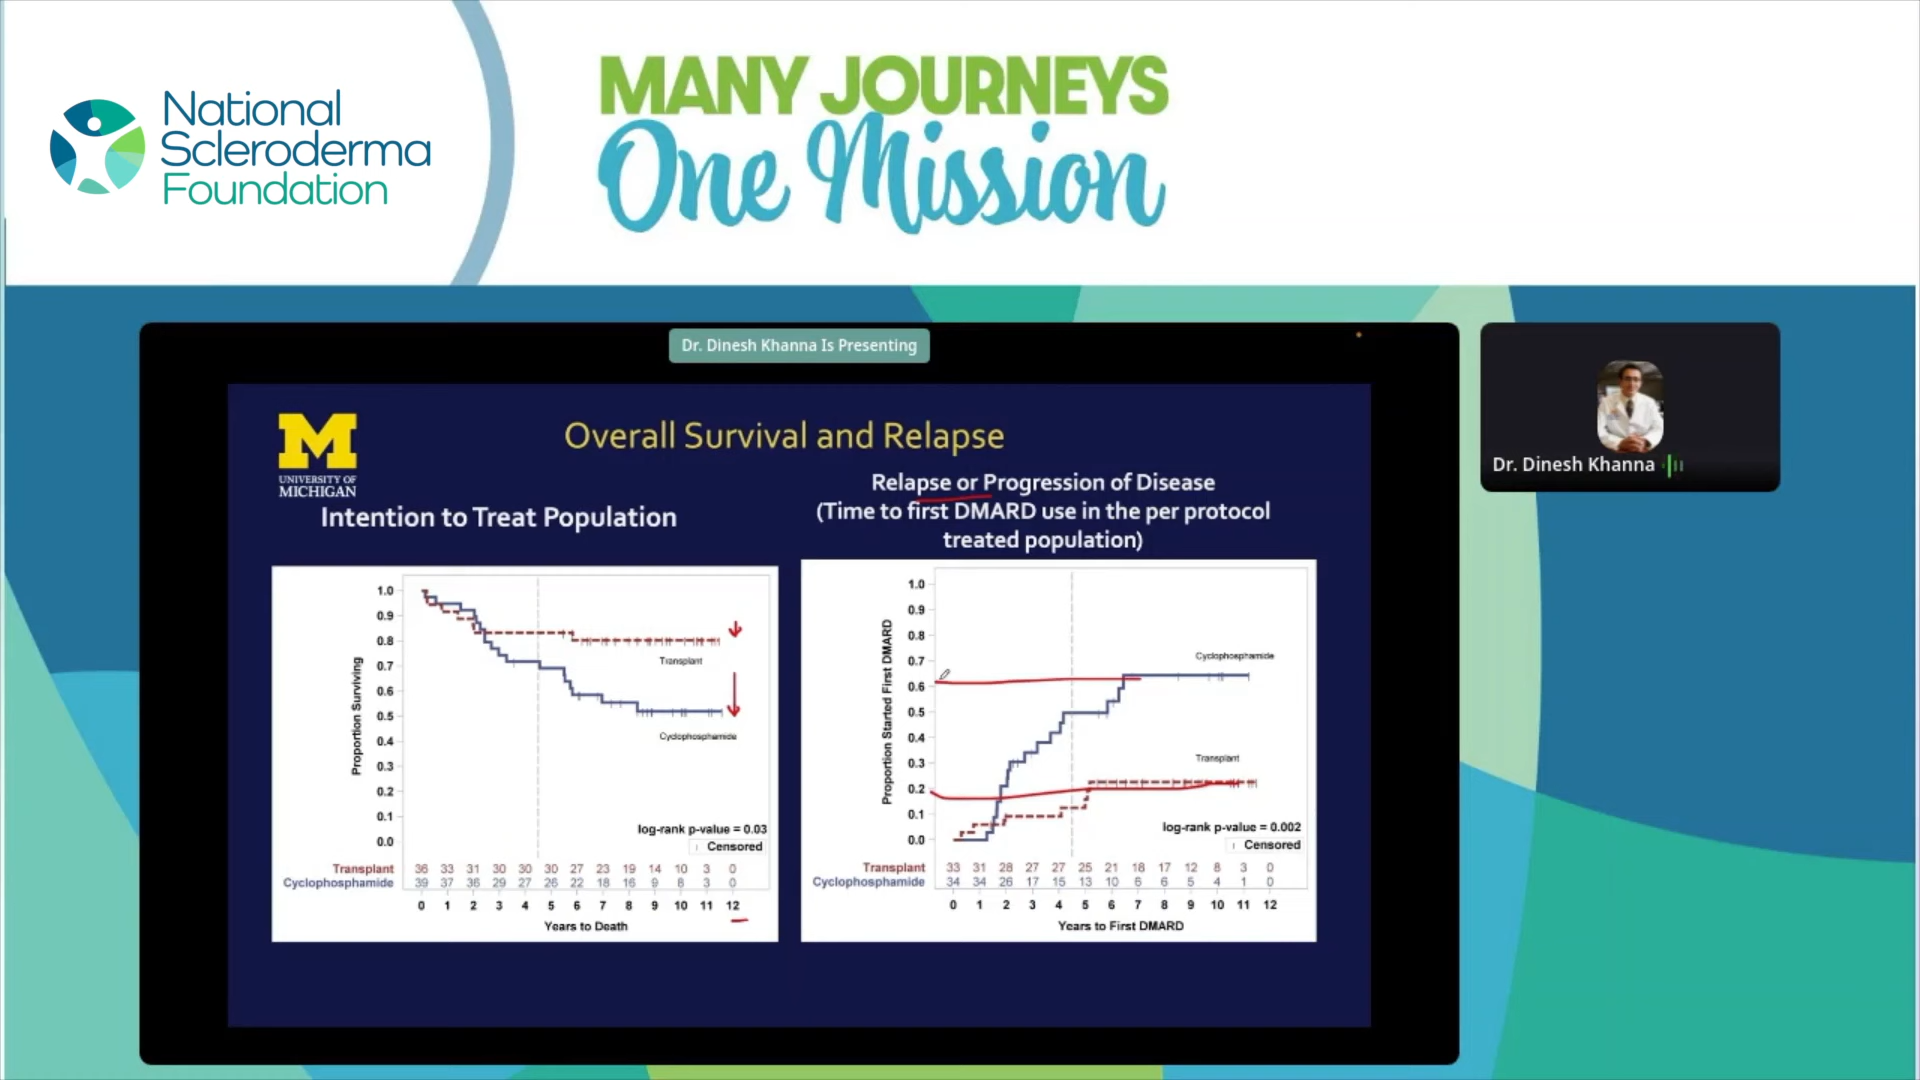 National
Scleroderma
Foundation
MANY JOURNEYS
One Mission
Dr. Dinesh Khanna Is Presenting
Dr. Dinesh Khanna
M
UNIVERSITY OF
MICHIGAN
Overall Survival and Relapse
Intention to Treat Population
Relapse or Progression of Disease
(Time to first DMARD use in the per protocol
treated population)
Proportion Surviving
1.0
0.9
0.8
0.7
0.6
0.5
0.4
0.3
0.2
0.1
0.0
Transplant
Cyclophosphamide
log-rank p-value = 0.03
Censored
Transplant 36 33 31 30 30 30 27 23 19 14 10 3 0
Cyclophosphamide 39 37 36 29 27 26 22 18 16 9 6 3 0
0 1 2 3 4 5 6 7 8 9 10 11 12
Years to Death
Proportion Started First DMARD
1.0
0.9
0.8
0.7
0.6
0.5
0.4
0.3
0.2
0.1
0.0
Cyclophosphamide
Transplant
log-rank p-value = 0.002
Censored
Transplant 33 31 28 27 27 25 21 18 17 12 8 3 0
Cyclophosphamide 34 34 26 17 15 13 10 6 6 5 4 1 0
0 1 2 3 4 5 6 7 8 9 10 11 12
Years to First DMARD